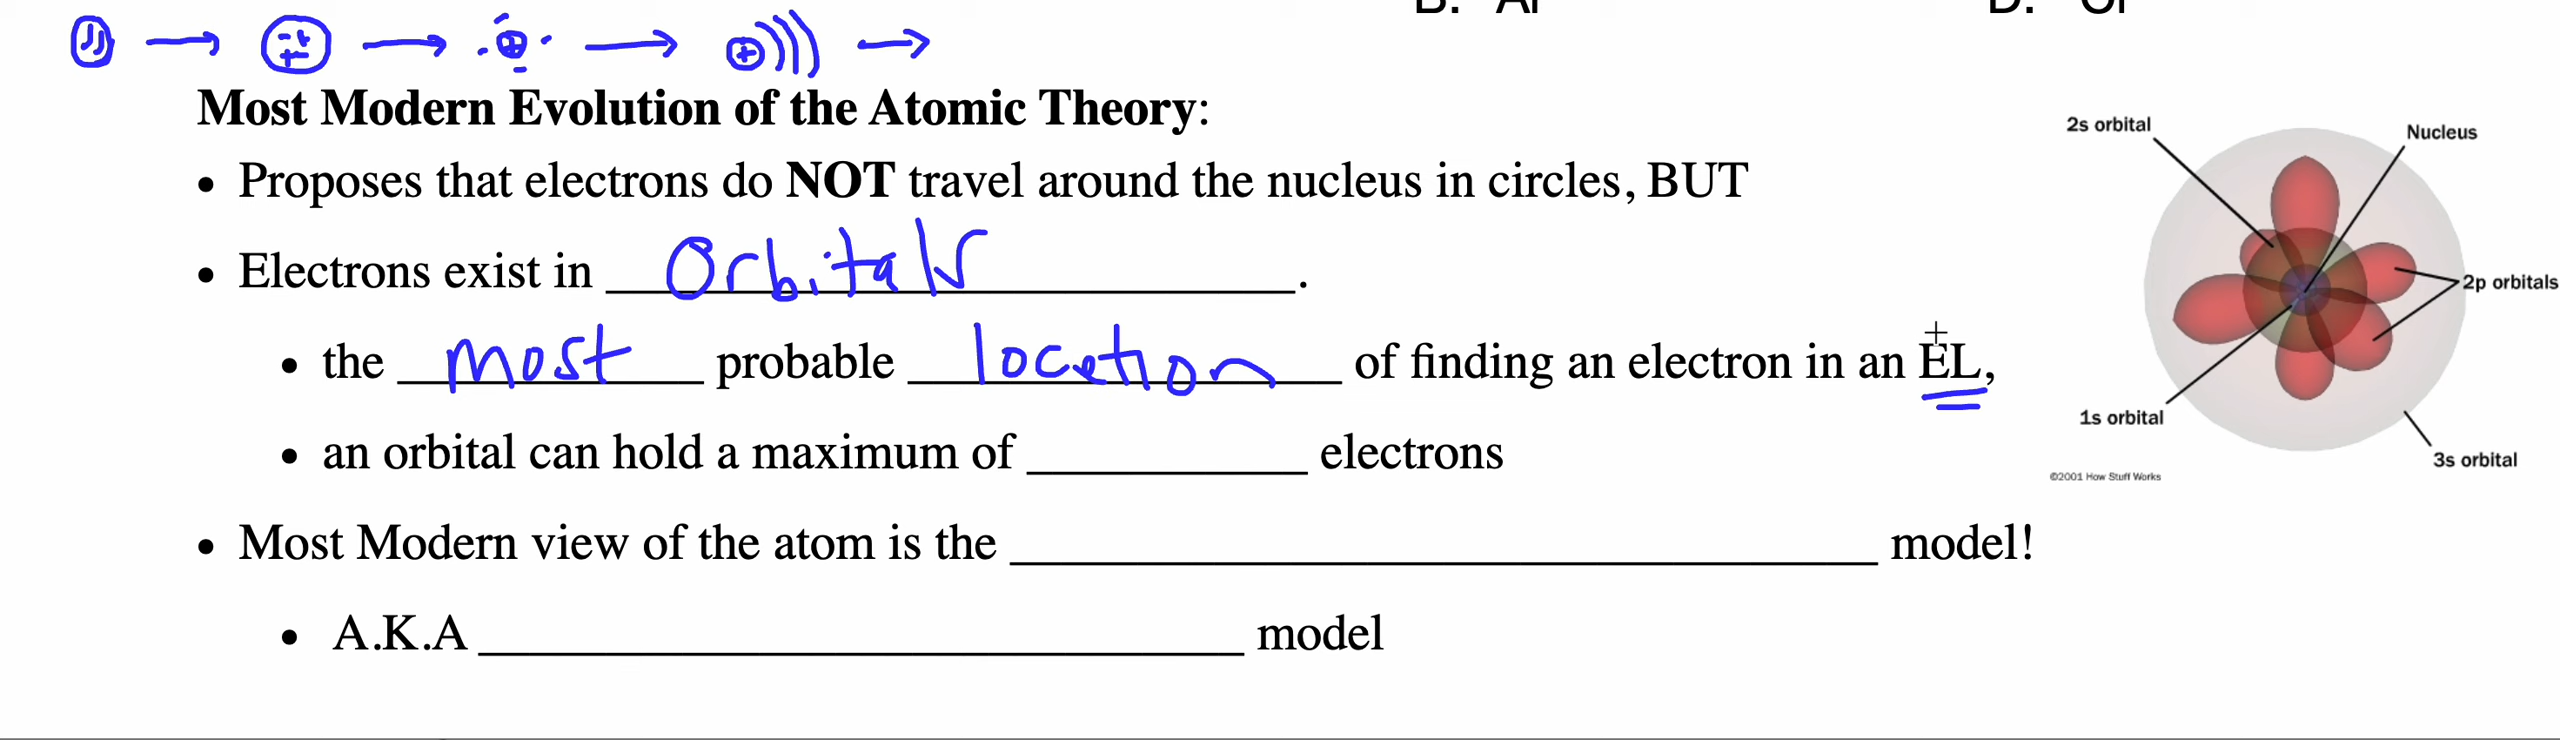 Most Modern Evolution of the Atomic Theory:
• Proposes that electrons do NOT travel around the nucleus in circles, BUT
• Electrons exist in orbitals.
• the most probable location of finding an electron in an EL,
• an orbital can hold a maximum of __________ electrons
• Most Modern view of the atom is the ______________________________ model!
• A.K.A __________________________ model
2s orbital
Nucleus
2p orbitals
1s orbital
3s orbital
©2001 How Stuff Works